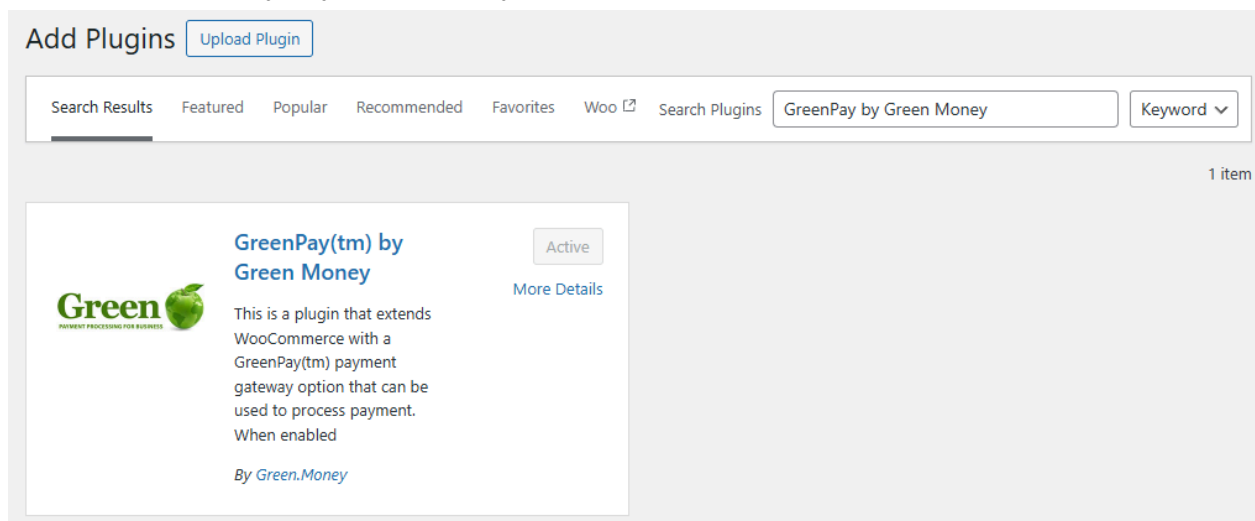 Add Plugins Upload Plugin
Search Results Featured Popular Recommended Favorites Woo Search Plugins GreenPay by Green Money Keyword
1 item
GreenPay(tm) by
Green Money
Active
More Details
Green
PAYMENT PROCESSING FOR BUSINESS
This is a plugin that extends
WooCommerce with a
GreenPay(tm) payment
gateway option that can be
used to process payment.
When enabled
By Green.Money